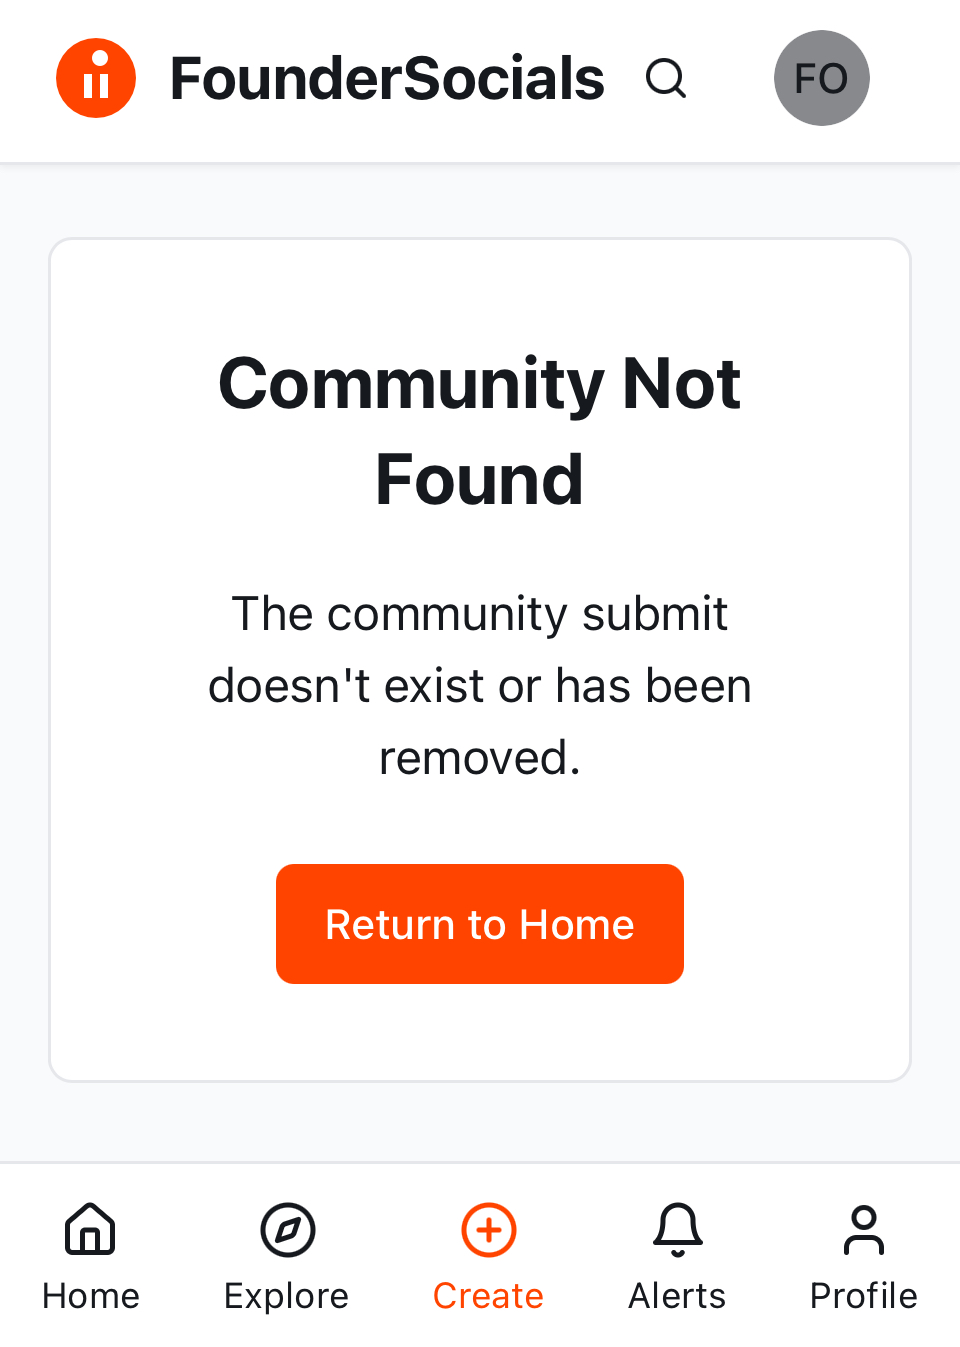 FounderSocials
FO
Community Not
Found
The community submit
doesn't exist or has been
removed.
Return to Home
Home
Explore
Create
Alerts
Profile